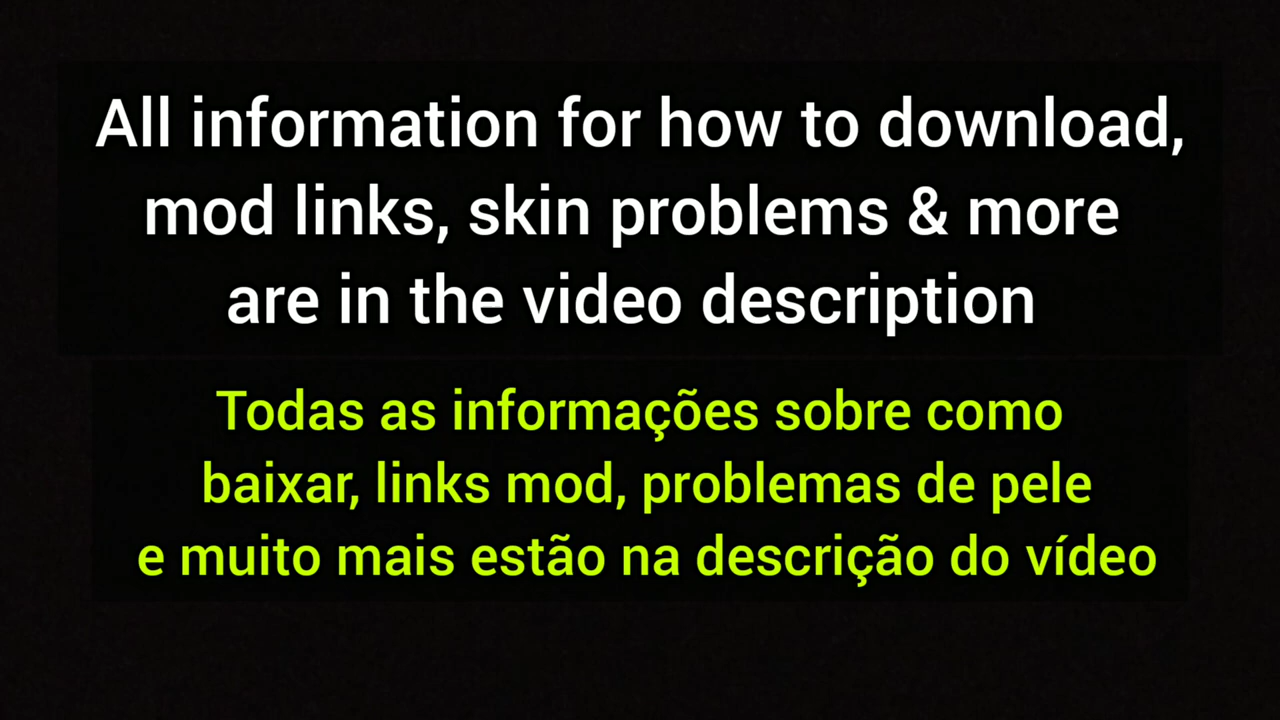 All information for how to download,
mod links, skin problems & more
are in the video description
Todas as informações sobre como
baixar, links mod, problemas de pele
e muito mais estão na descrição do vídeo